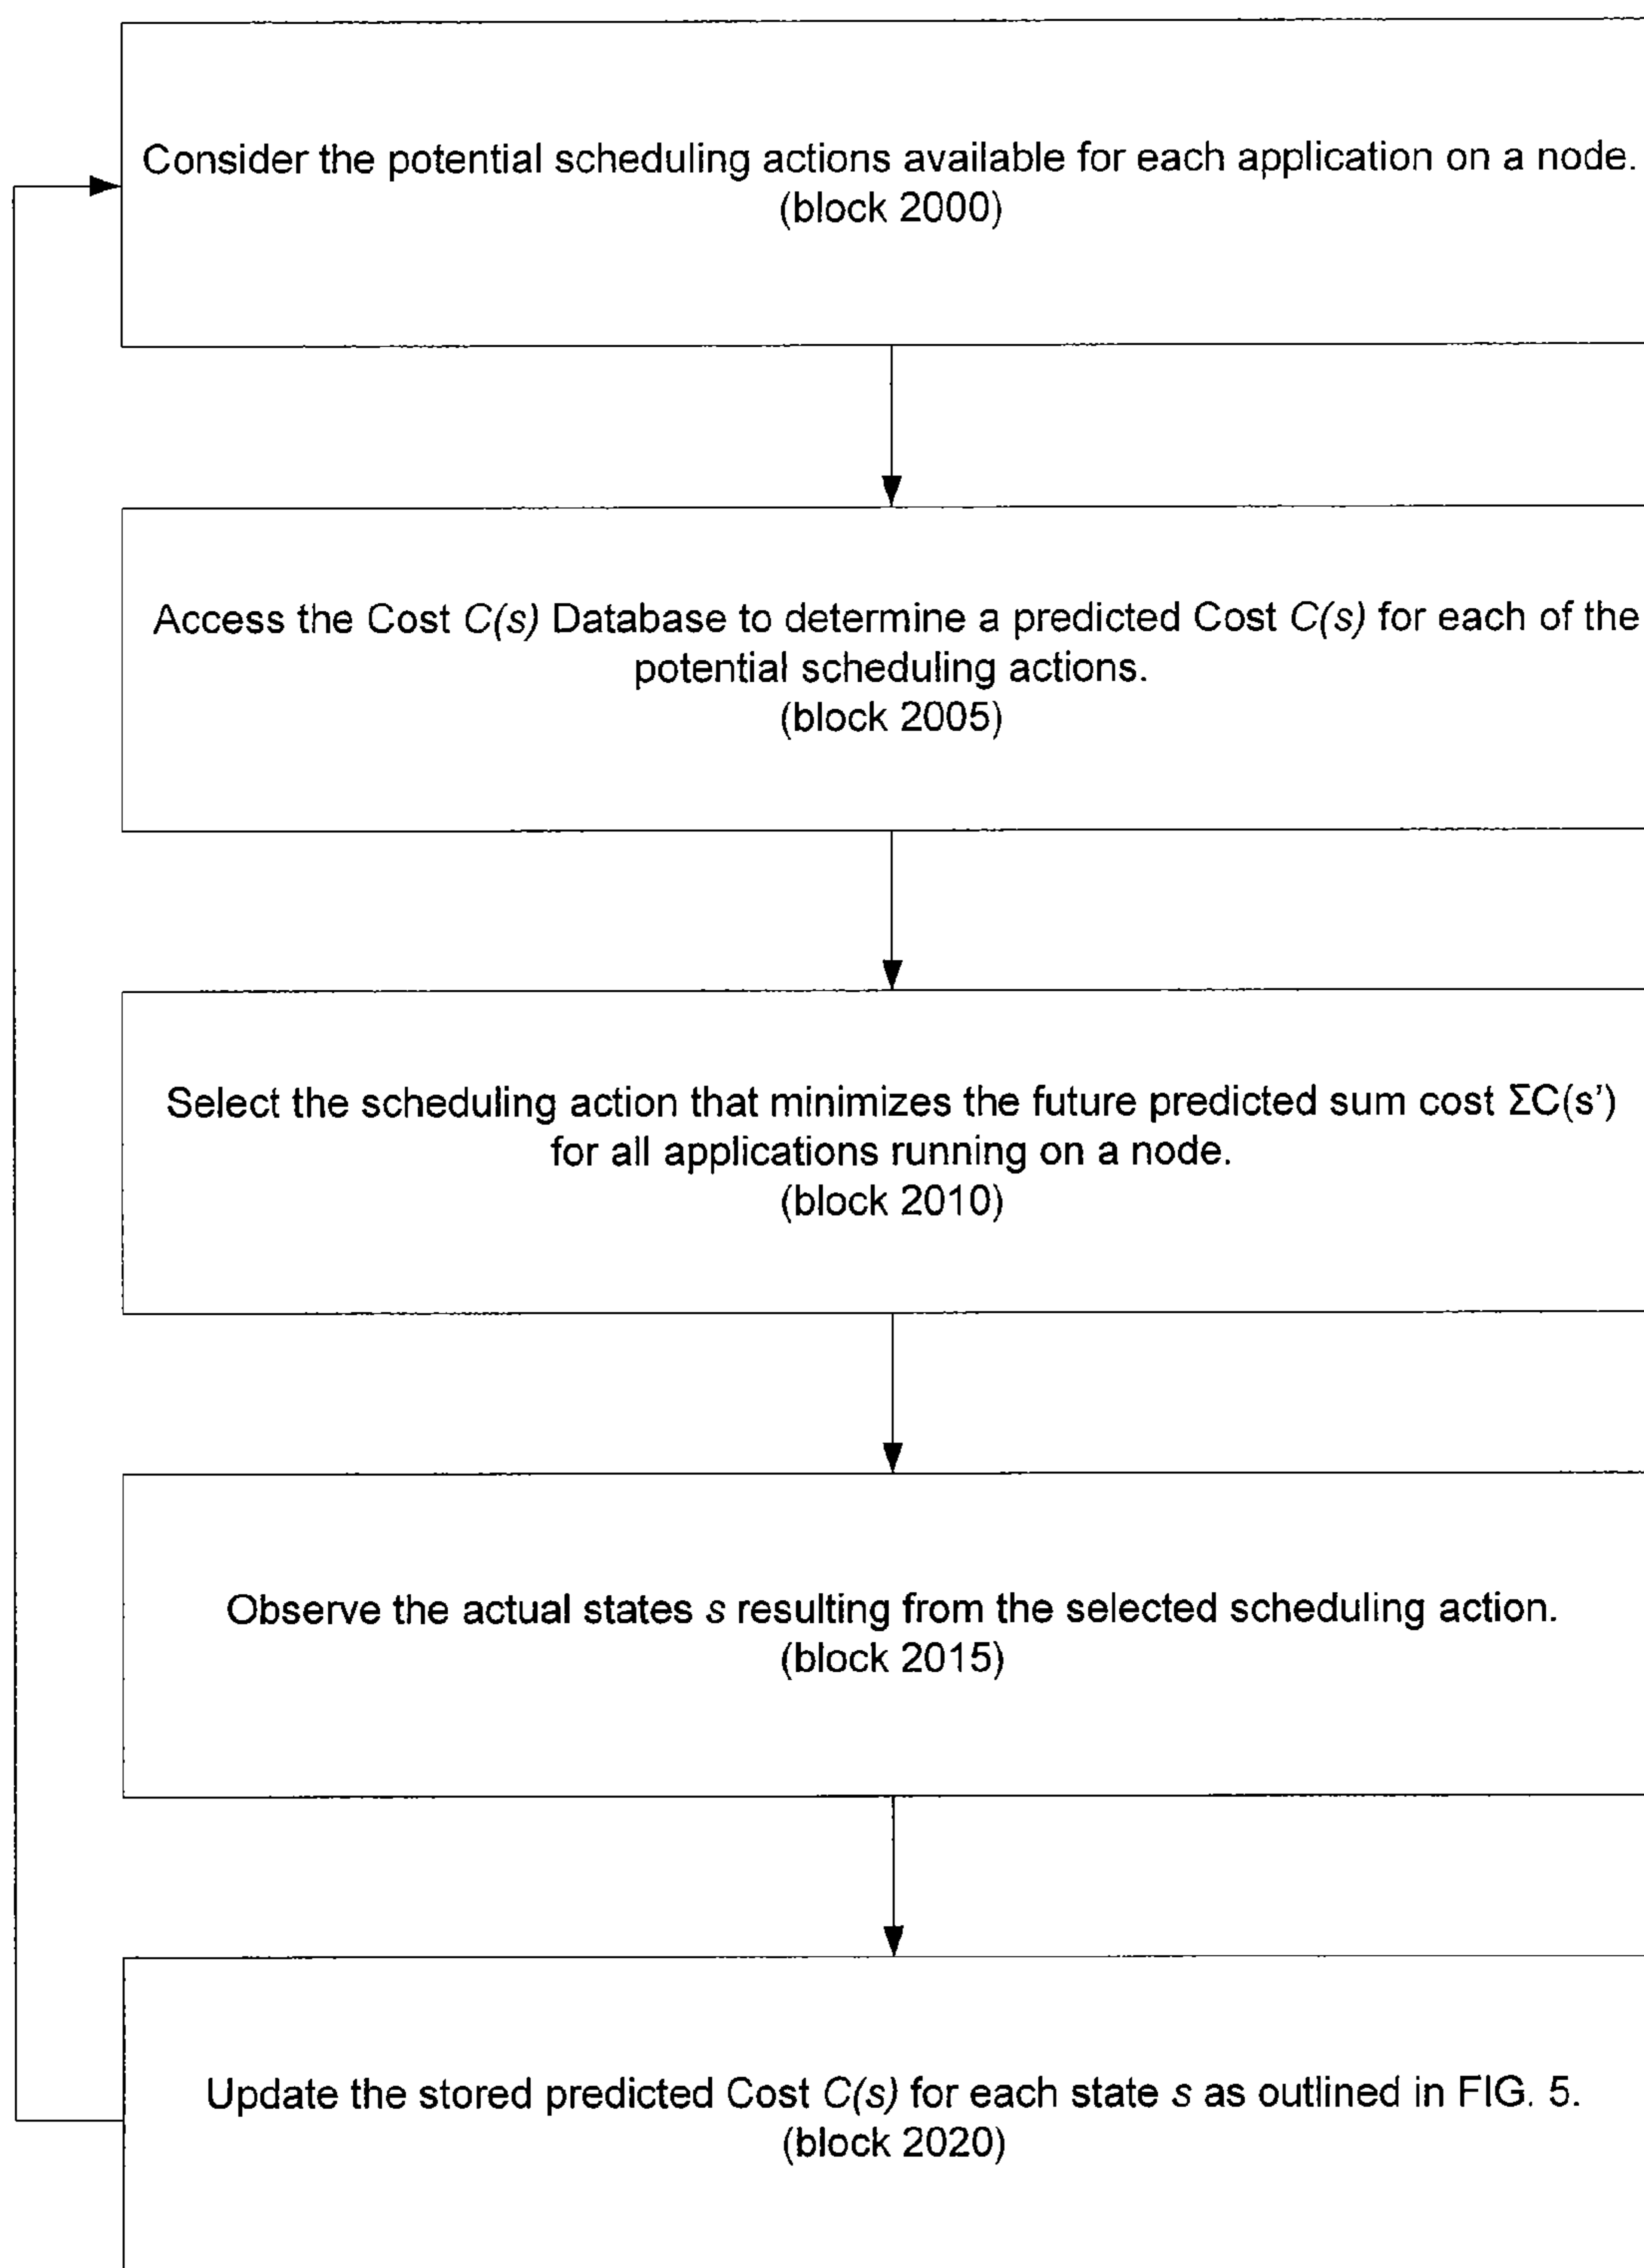 Consider the potential scheduling actions available for each application on a node.
(block 2000)
Access the Cost C(s) Database to determine a predicted Cost C(s) for each of the
potential scheduling actions.
(block 2005)
Select the scheduling action that minimizes the future predicted sum cost ΣC(s’)
for all applications running on a node.
(block 2010)
Observe the actual states s resulting from the selected scheduling action.
(block 2015)
Update the stored predicted Cost C(s) for each state s as outlined in FIG. 5.
(block 2020)